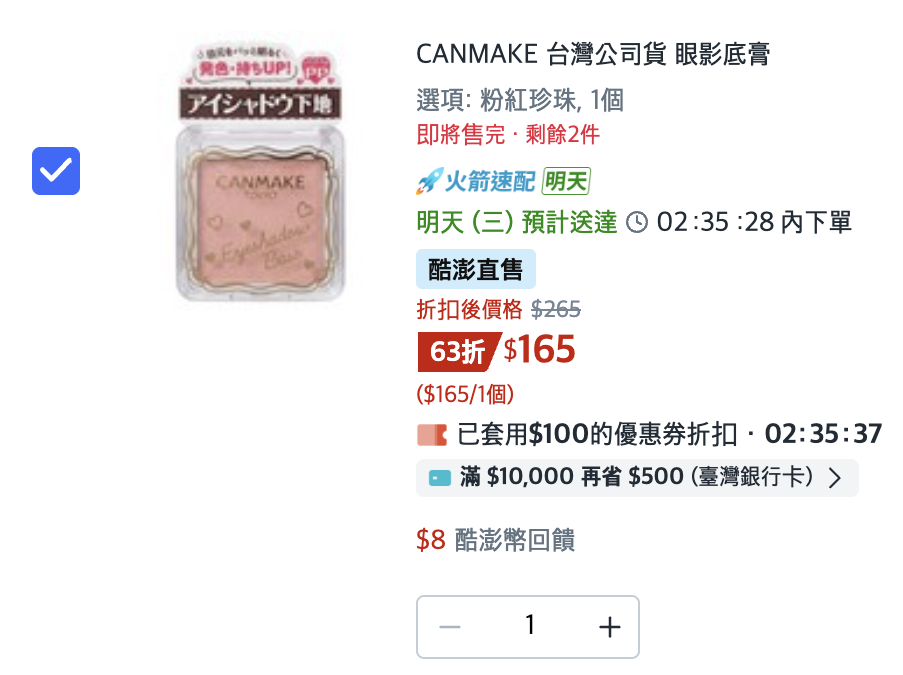 CANMAKE 台灣公司貨 眼影底膏
選項: 粉紅珍珠, 1個
即將售完 · 剩餘2件
火箭速配 明天
明天 (三) 預計送達 02:35 :28 內下單
酷澎直售
折扣後價格 $265
63折 $165
($165/1個)
已套用$100的優惠券折扣 · 02:35:37
滿 $10,000 再省 $500 (臺灣銀行卡)
$8 酷澎幣回饋
1
発色·持ちUP!
PP
アイシャドウ下地
CANMAKE
TOKYO
Eyeshadow
Base